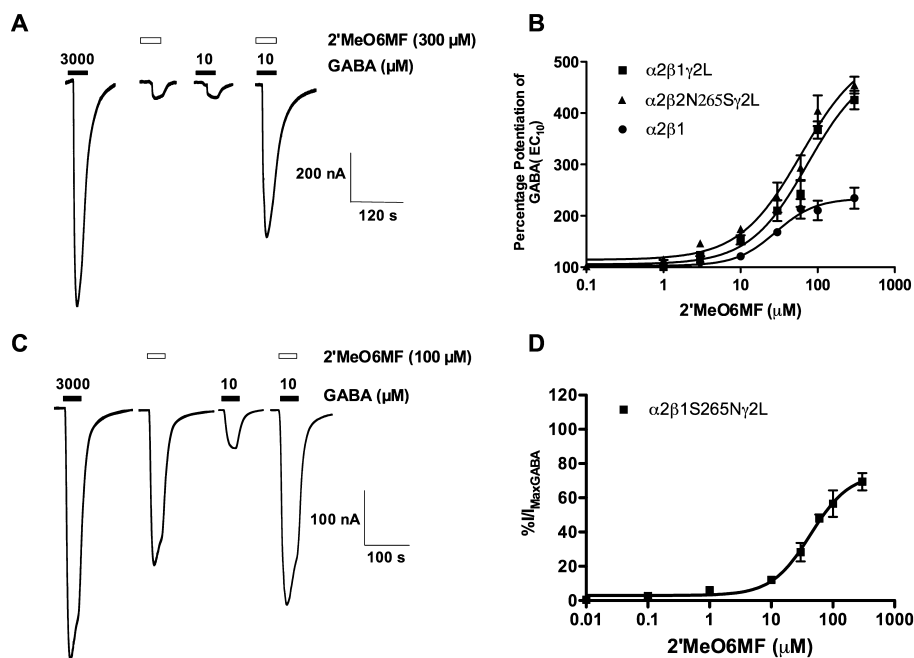 A
2'MeO6MF (300 µM)
3000
10
10
GABA (µM)
200 nA
120 s
B
Percentage Potentiation of
GABA( EC10)
500
400
300
200
100
α2β1γ2L
α2β2N265Sγ2L
α2β1
0.1
1
10
100
1000
2'MeO6MF (µM)
C
2'MeO6MF (100 µM)
3000
10
10
GABA (µM)
100 nA
100 s
D
%I/IMaxGABA
120
100
80
60
40
20
0
α2β1S265Nγ2L
0.01
0.1
1
10
100
1000
2'MeO6MF (µM)